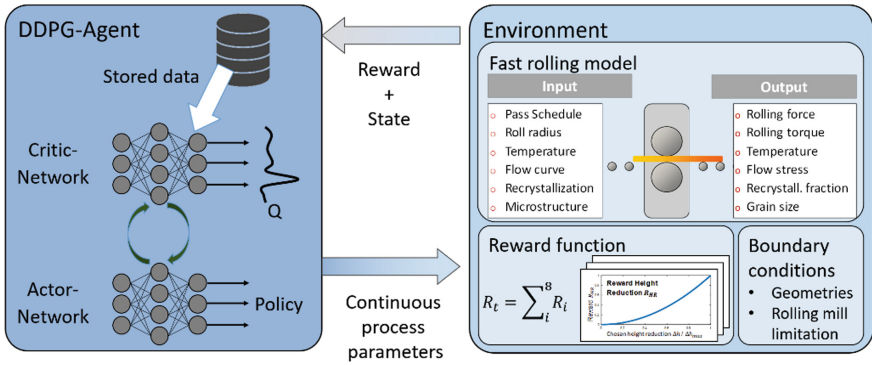 DDPG-Agent
Stored data
Critic-
Network
Q
Actor-
Network
Policy
Reward
+
State
Continuous
process
parameters
Environment
Fast rolling model
Input
Pass Schedule
Roll radius
Temperature
Flow curve
Recrystallization
Microstructure
Output
Rolling force
Rolling torque
Temperature
Flow stress
Recrystall. fraction
Grain size
Reward function
R_t = ∑_i^8 R_i
Reward Height
Reduction R_HR
Reward R_HR
Chosen height reduction Δh / Δh_max
Boundary
conditions
• Geometries
• Rolling mill
limitation